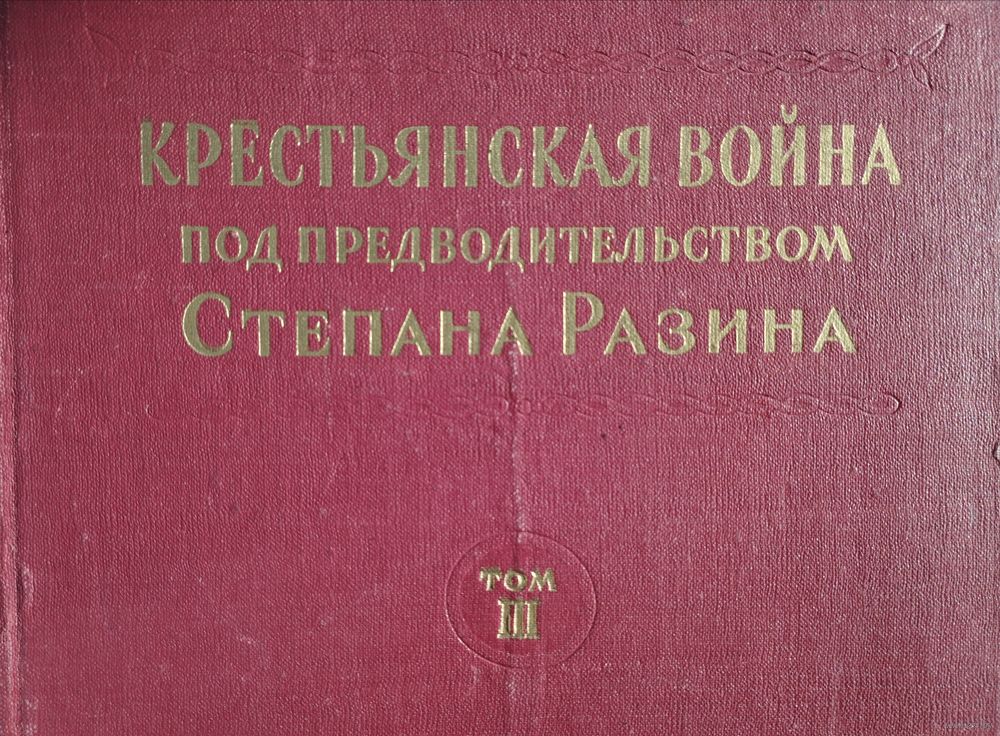 КРЕСТЬЯНСКАЯ ВОЙНА
ПОД ПРЕДВОДИТЕЛЬСТВОМ
СТЕПАНА РАЗИНА
ТОМ
III